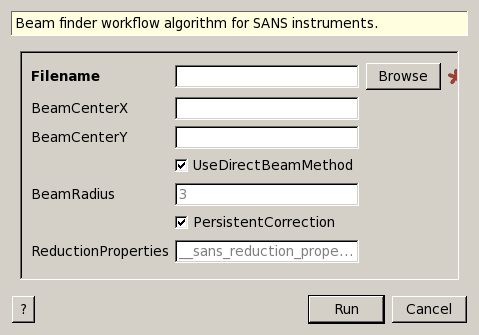 Beam finder workflow algorithm for SANS instruments.
Filename Browse *
BeamCenterX
BeamCenterY
UseDirectBeamMethod
BeamRadius 3
PersistentCorrection
ReductionProperties __sans_reduction_prope...
? Run Cancel